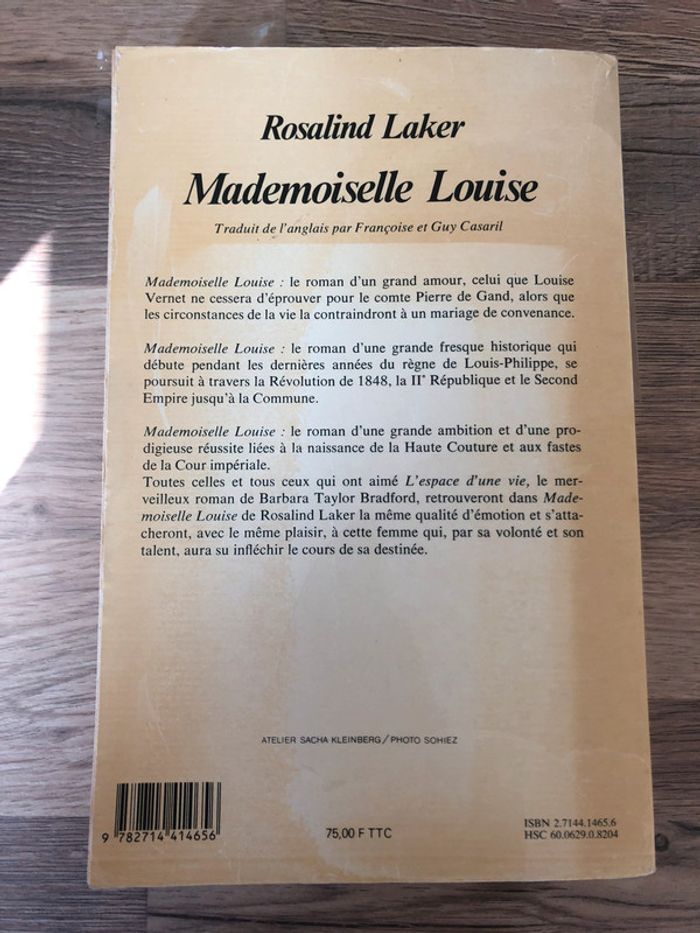 Rosalind Laker
Mademoiselle Louise
Traduit de l'anglais par Françoise et Guy Casaril
Mademoiselle Louise : le roman d'un grand amour, celui que Louise
Vernet ne cessera d'éprouver pour le comte Pierre de Gand, alors que
les circonstances de la vie la contraindront à un mariage de convenance.
Mademoiselle Louise : le roman d'une grande fresque historique qui
débute pendant les dernières années du règne de Louis-Philippe, se
poursuit à travers la Révolution de 1848, la IIe République et le Second
Empire jusqu'à la Commune.
Mademoiselle Louise : le roman d'une grande ambition et d'une pro-
digieuse réussite liées à la naissance de la Haute Couture et aux fastes
de la Cour impériale.
Toutes celles et tous ceux qui ont aimé L'espace d'une vie, le mer-
veilleux roman de Barbara Taylor Bradford, retrouveront dans Made-
moiselle Louise de Rosalind Laker la même qualité d'émotion et s'atta-
cheront, avec le même plaisir, à cette femme qui, par sa volonté et son
talent, aura su infléchir le cours de sa destinée.
ATELIER SACHA KLEINBERG/PHOTO SOHIEZ
9 782714 414656
75,00 F TTC
ISBN 2.7144.1465.6
HSC 60.0629.0.8204